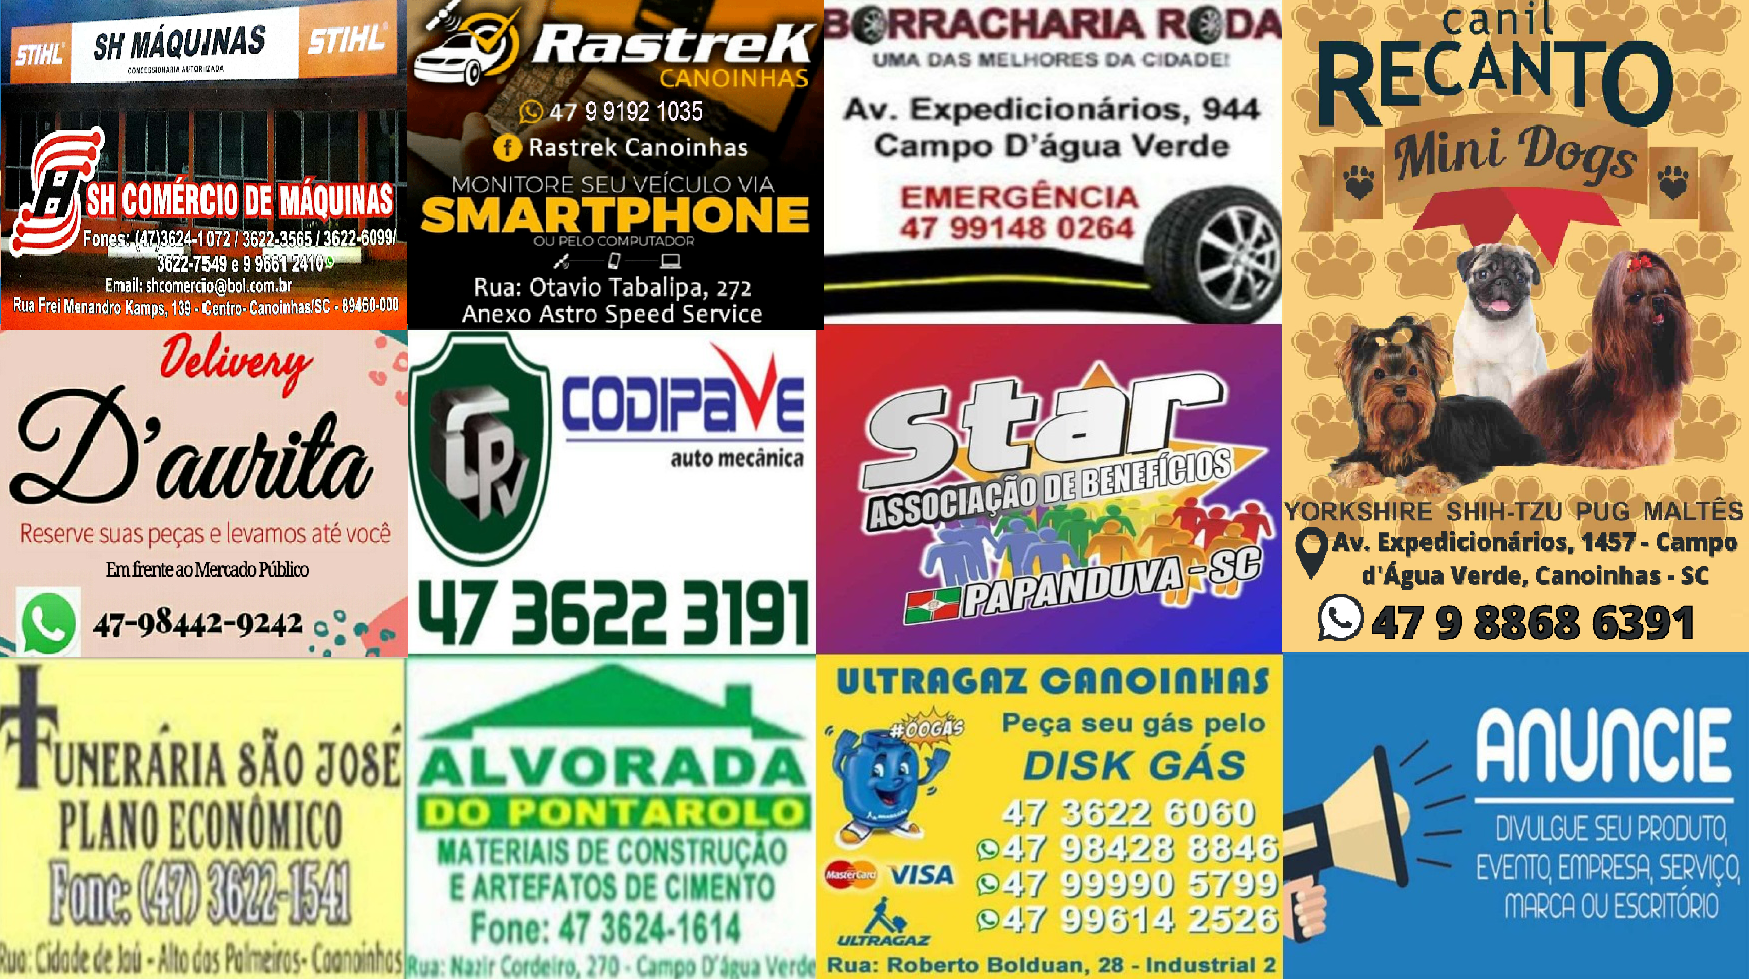 STIHL
SH MÁQUINAS
CONCESSIONÁRIA AUTORIZADA
STIHL
SH COMÉRCIO DE MÁQUINAS
Fones: (47)3624-1072 / 3622-3565 / 3622-6099/
3622-7549 e 9 9661 2410
Email: shcomercio@bol.com.br
Rua Frei Menandro Kamps, 139 - Centro- Canoinhas/SC - 89460-000
RastreK
CANOINHAS
47 9 9192 1035
Rastrek Canoinhas
MONITORE SEU VEÍCULO VIA
SMARTPHONE
OU PELO COMPUTADOR
Rua: Otavio Tabalipa, 272
Anexo Astro Speed Service
BORRACHARIA RODA
UMA DAS MELHORES DA CIDADE!
Av. Expedicionários, 944
Campo D'água Verde
EMERGÊNCIA
47 99148 0264
canil
RECANTO
Mini Dogs
YORKSHIRE SHIH-TZU PUG MALTÊS
Av. Expedicionários, 1457 - Campo
d'Água Verde, Canoinhas - SC
47 9 8868 6391
Delivery
D'aurita
Reserve suas peças e levamos até você
Em frente ao Mercado Público
47-98442-9242
CPV
CODIPAVE
auto mecânica
47 3622 3191
Star
ASSOCIAÇÃO DE BENEFÍCIOS
PAPANDUVA - SC
FUNERÁRIA SÃO JOSÉ
PLANO ECONÔMICO
Fone: (47) 3622-1541
Rua: Cidade de Jaú - Alto das Palmeiras- Caonoinhas
ALVORADA
DO PONTAROLO
MATERIAIS DE CONSTRUÇÃO
E ARTEFATOS DE CIMENTO
Fone: 47 3624-1614
Rua: Nazir Cordeiro, 270 - Campo D'água Verde
ULTRAGAZ CANOINHAS
#ÓOGÁS
Peça seu gás pelo
DISK GÁS
47 3622 6060
47 98428 8846
47 99990 5799
47 99614 2526
MasterCard
VISA
ULTRAGAZ
Rua: Roberto Bolduan, 28 - Industrial 2
ANUNCIE
DIVULGUE SEU PRODUTO,
EVENTO, EMPRESA, SERVIÇO,
MARCA OU ESCRITÓRIO